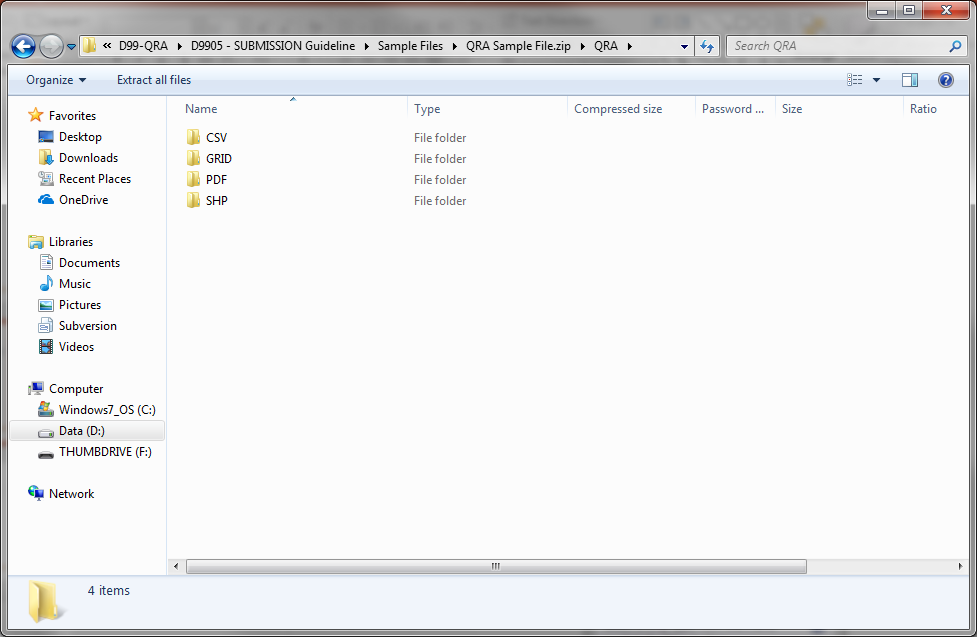 « D99-QRA ▸ D9905 - SUBMISSION Guideline ▸ Sample Files ▸ QRA Sample File.zip ▸ QRA ▸ Search QRA
Organize Extract all files
Favorites
Desktop
Downloads
Recent Places
OneDrive
Libraries
Documents
Music
Pictures
Subversion
Videos
Computer
Windows7_OS (C:)
Data (D:)
THUMBDRIVE (F:)
Network
Name Type Compressed size Password ... Size Ratio
CSV File folder
GRID File folder
PDF File folder
SHP File folder
4 items